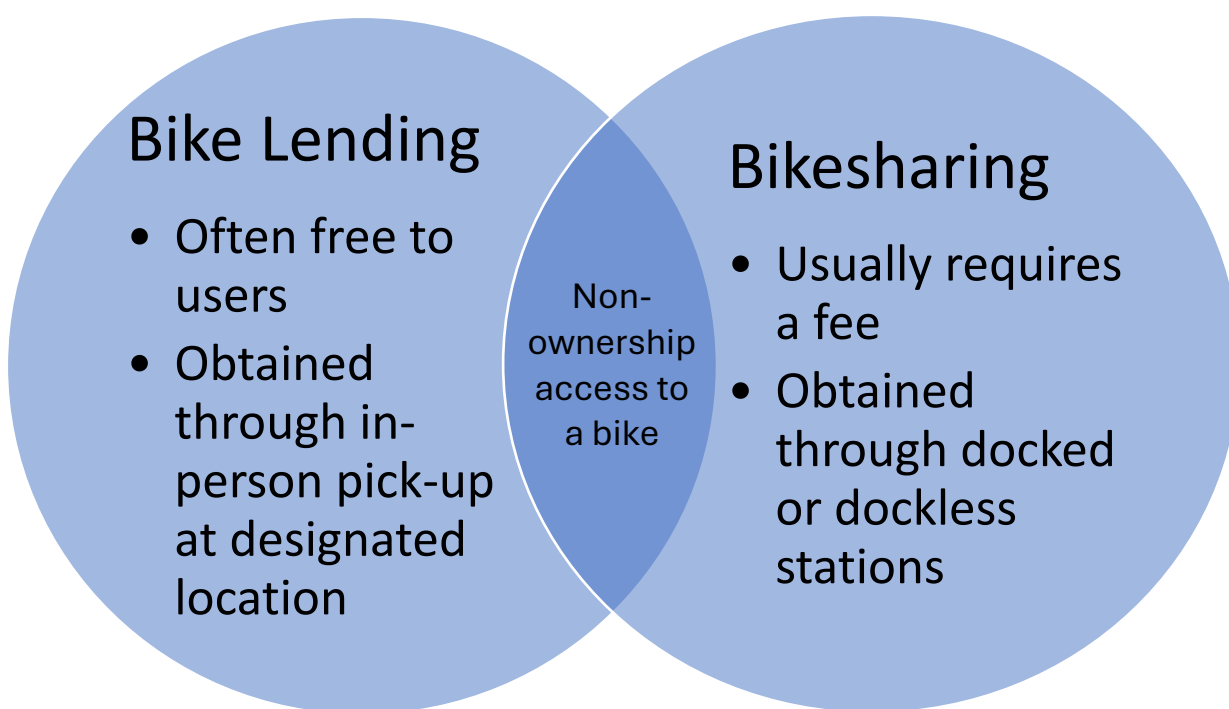 Bike Lending
• Often free to
users
• Obtained
through in-
person pick-up
at designated
location
Non-
ownership
access to
a bike
Bikesharing
• Usually requires
a fee
• Obtained
through docked
or dockless
stations